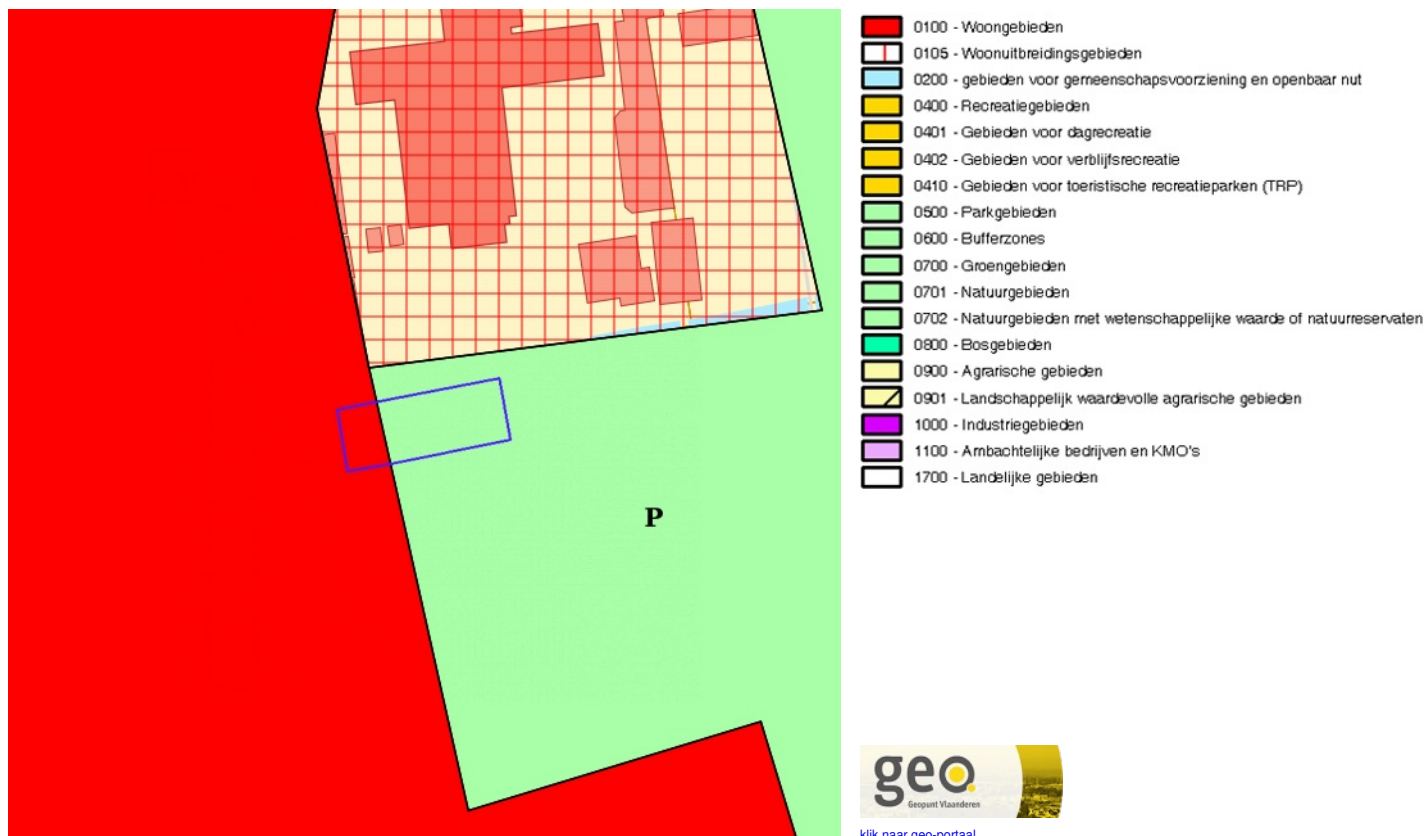 0100 - Woongebieden
0105 - Woonuitbreidingsgebieden
0200 - gebieden voor gemeenschapsvoorziening en openbaar nut
0400 - Recreatiegebieden
0401 - Gebieden voor dagrecreatie
0402 - Gebieden voor verblijfsrecreatie
0410 - Gebieden voor toeristische recreatieparken (TRP)
0500 - Parkgebieden
0600 - Bufferzones
0700 - Groengebieden
0701 - Natuurgebieden
0702 - Natuurgebieden met wetenschappelijke waarde of natuurreservaten
0800 - Bosgebieden
0900 - Agrarische gebieden
0901 - Landschappelijk waardevolle agrarische gebieden
1000 - Industriegebieden
1100 - Ambachtelijke bedrijven en KMO's
1700 - Landelijke gebieden
P
geo
Geopunt Vlaanderen
klik naar geo-portaal